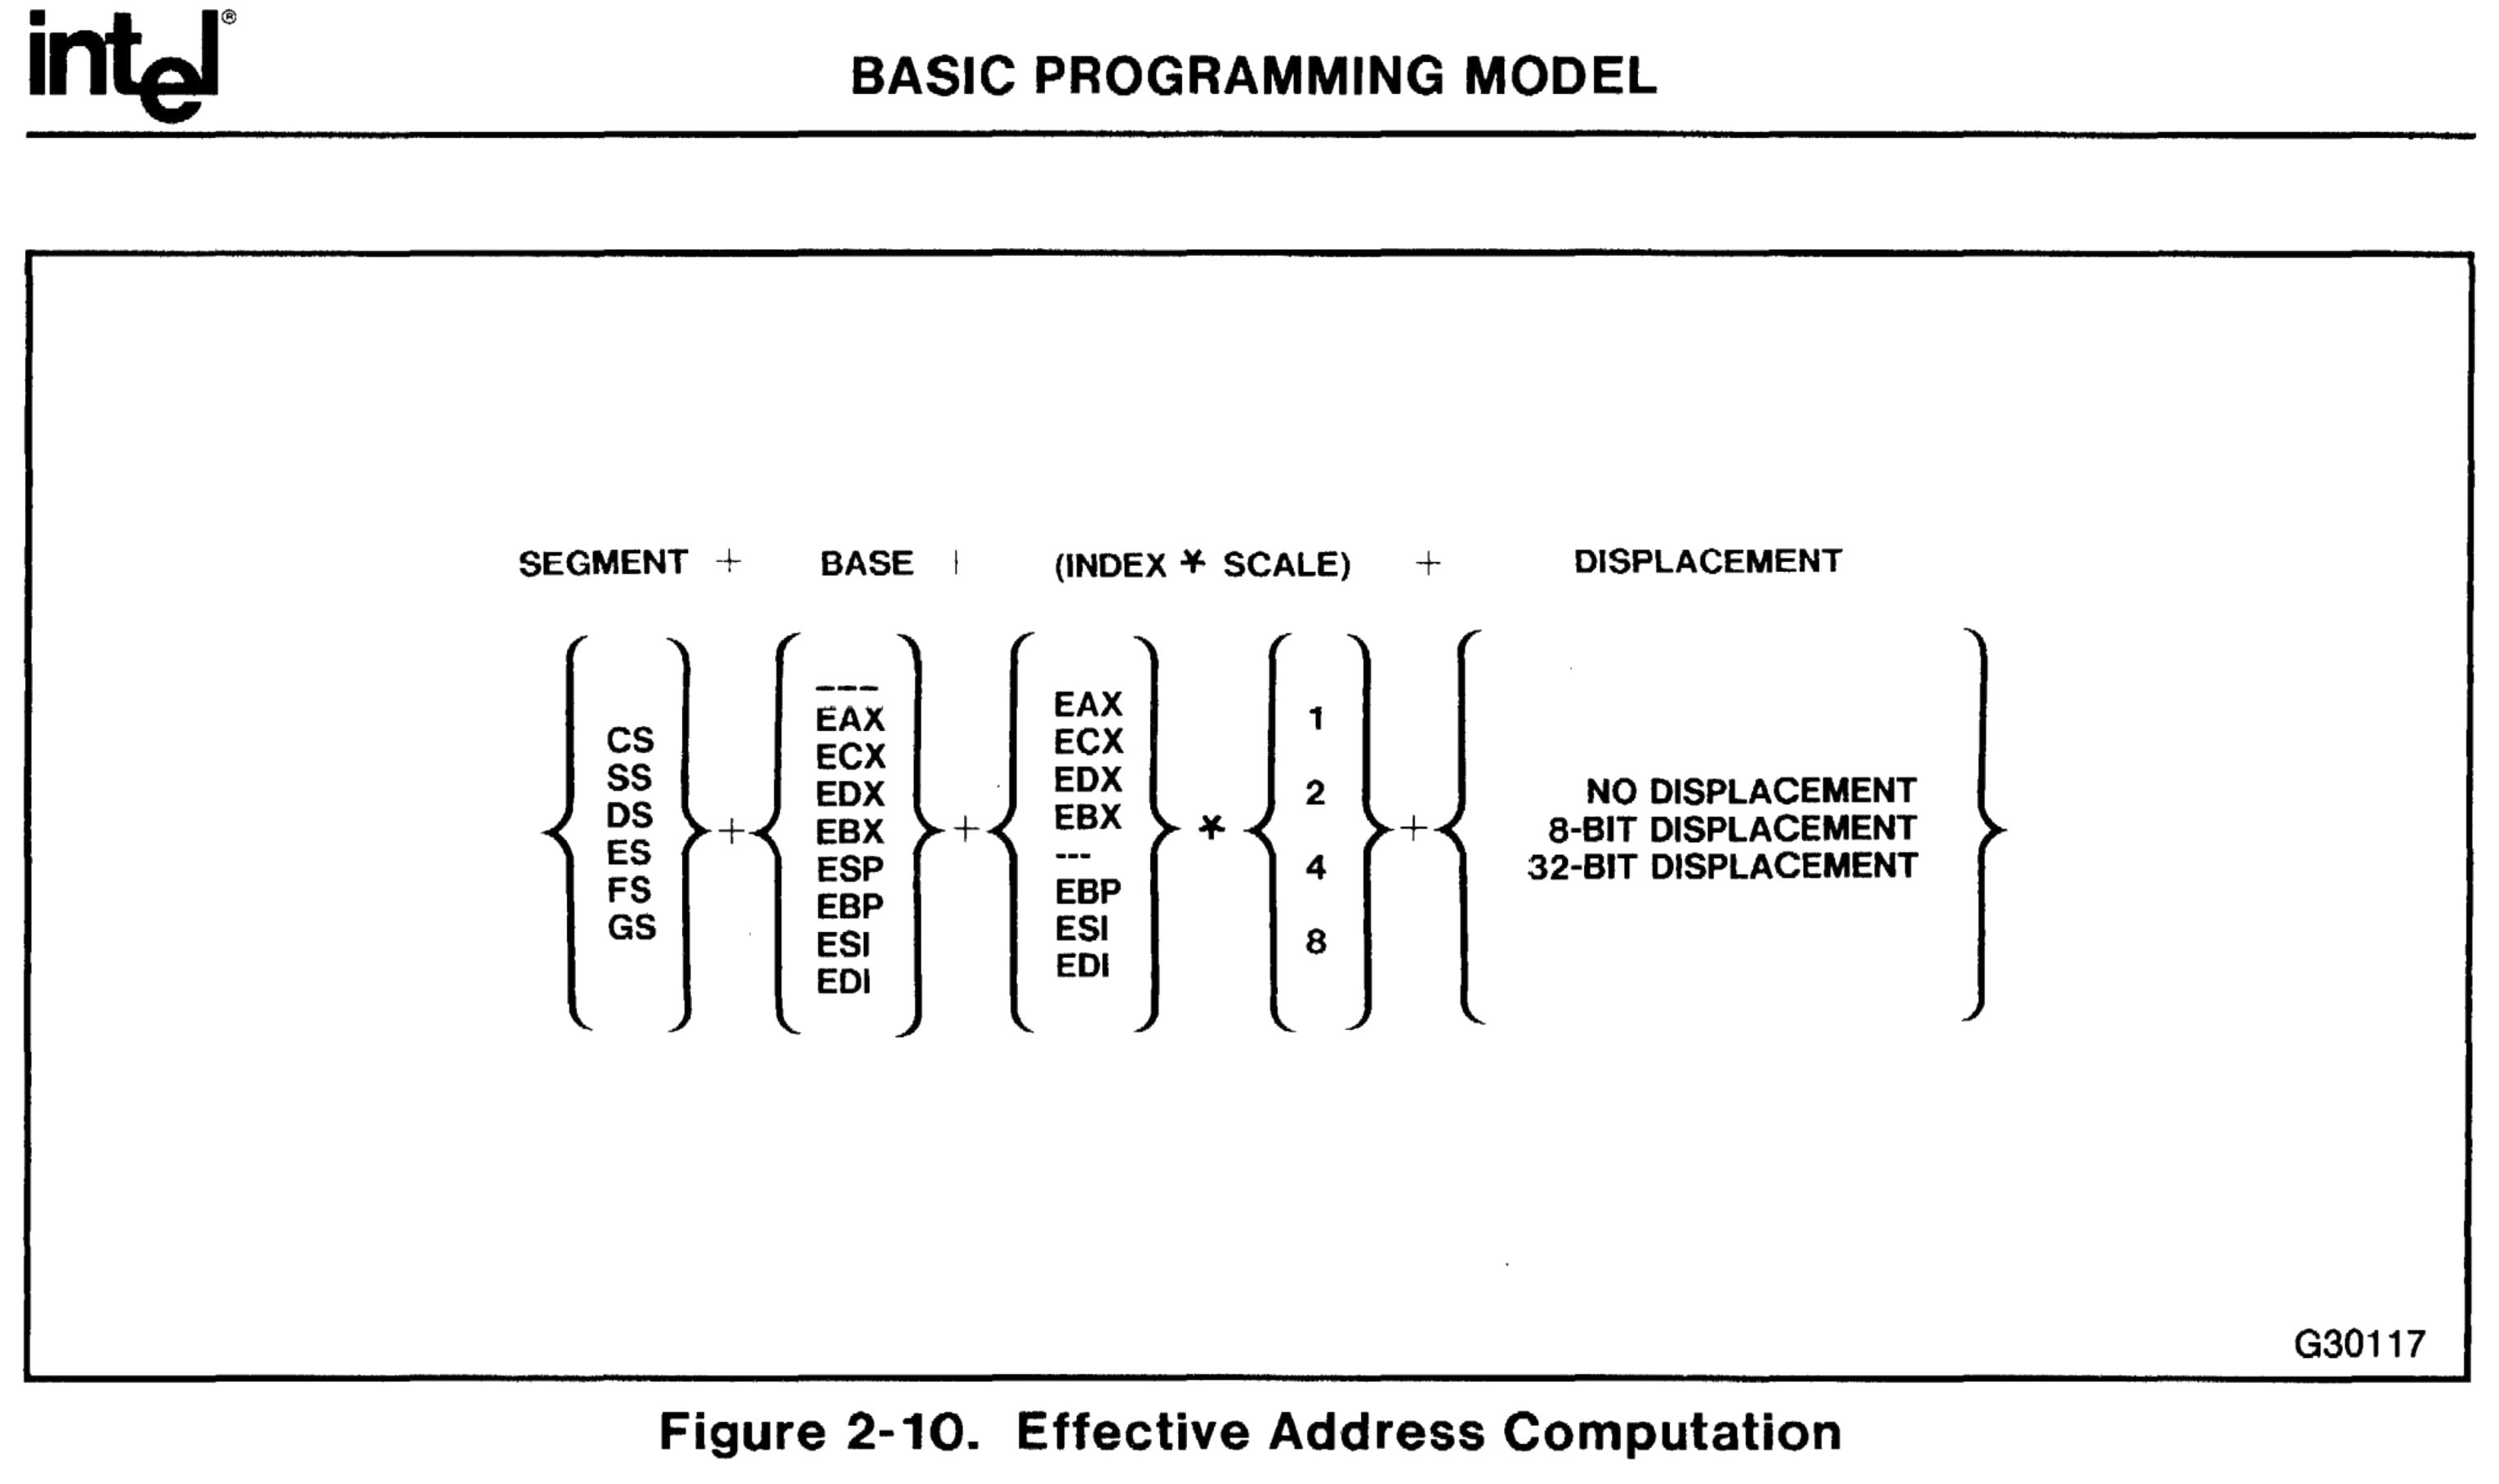 intel®
BASIC PROGRAMMING MODEL
SEGMENT + BASE | (INDEX * SCALE) + DISPLACEMENT
CS
SS
DS
ES
FS
GS
+
---
EAX
ECX
EDX
EBX
ESP
EBP
ESI
EDI
+
EAX
ECX
EDX
EBX
---
EBP
ESI
EDI
*
1
2
4
8
+
NO DISPLACEMENT
8-BIT DISPLACEMENT
32-BIT DISPLACEMENT
G30117
Figure 2-10. Effective Address Computation